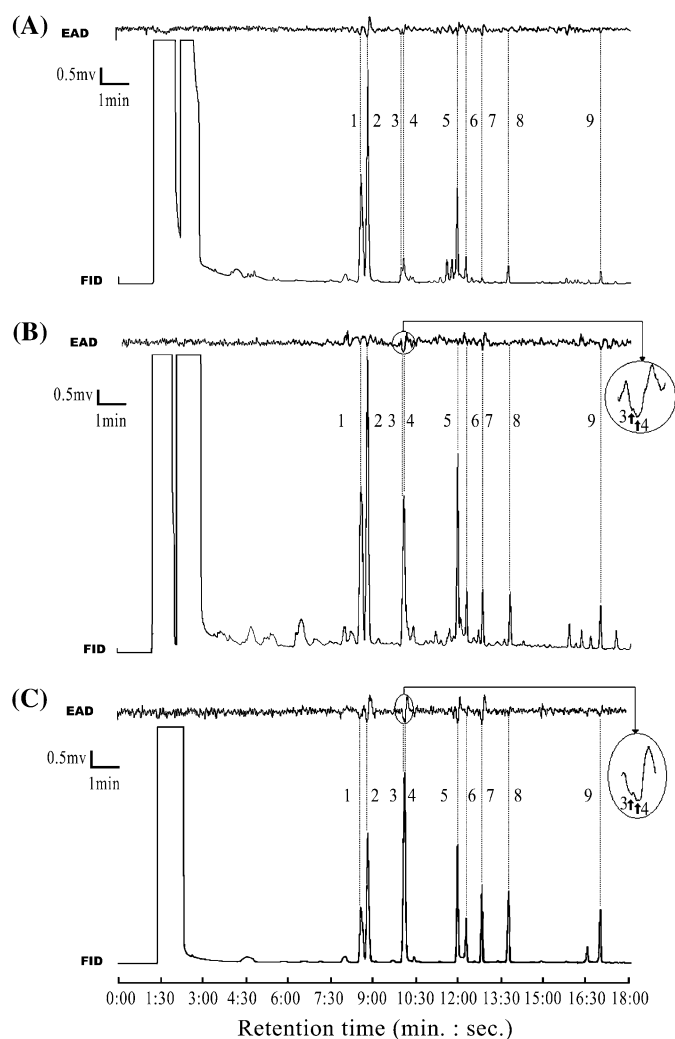 (A)
EAD
0.5mv
1min
1 2 3 4 5 6 7 8 9
FID
(B)
EAD
0.5mv
1min
3 4
1 2 3 4 5 6 7 8 9
FID
(C)
EAD
0.5mv
1min
3 4
1 2 3 4 5 6 7 8 9
FID
0:00 1:30 3:00 4:30 6:00 7:30 9:00 10:30 12:00 13:30 15:00 16:30 18:00
Retention time (min. : sec.)